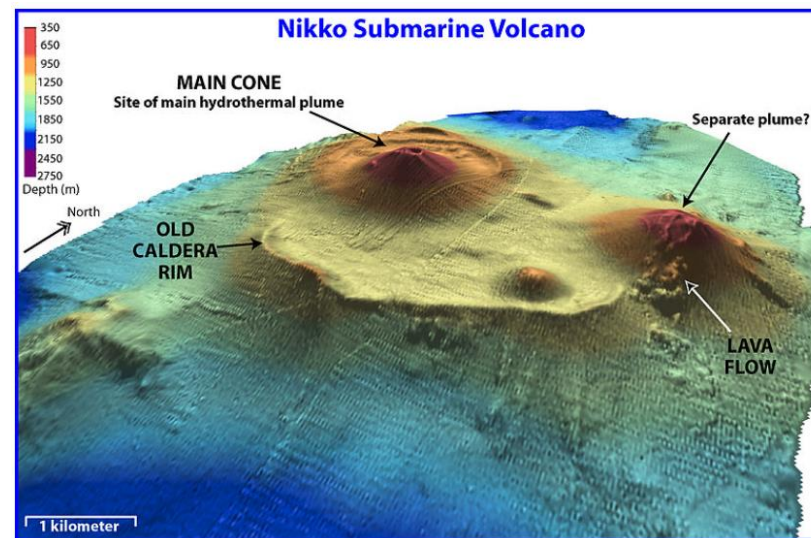 Nikko Submarine Volcano
350
650
950
1250
1550
1850
2150
2450
2750
Depth (m)
North
MAIN CONE
Site of main hydrothermal plume
Separate plume?
OLD
CALDERA
RIM
LAVA
FLOW
1 kilometer